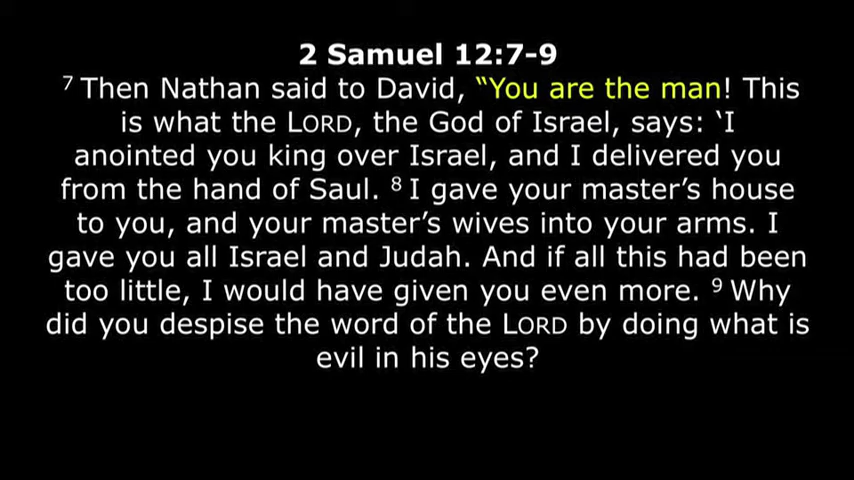 2 Samuel 12:7-9
7 Then Nathan said to David, “You are the man! This
is what the LORD, the God of Israel, says: ‘I
anointed you king over Israel, and I delivered you
from the hand of Saul. 8 I gave your master’s house
to you, and your master’s wives into your arms. I
gave you all Israel and Judah. And if all this had been
too little, I would have given you even more. 9 Why
did you despise the word of the LORD by doing what is
evil in his eyes?